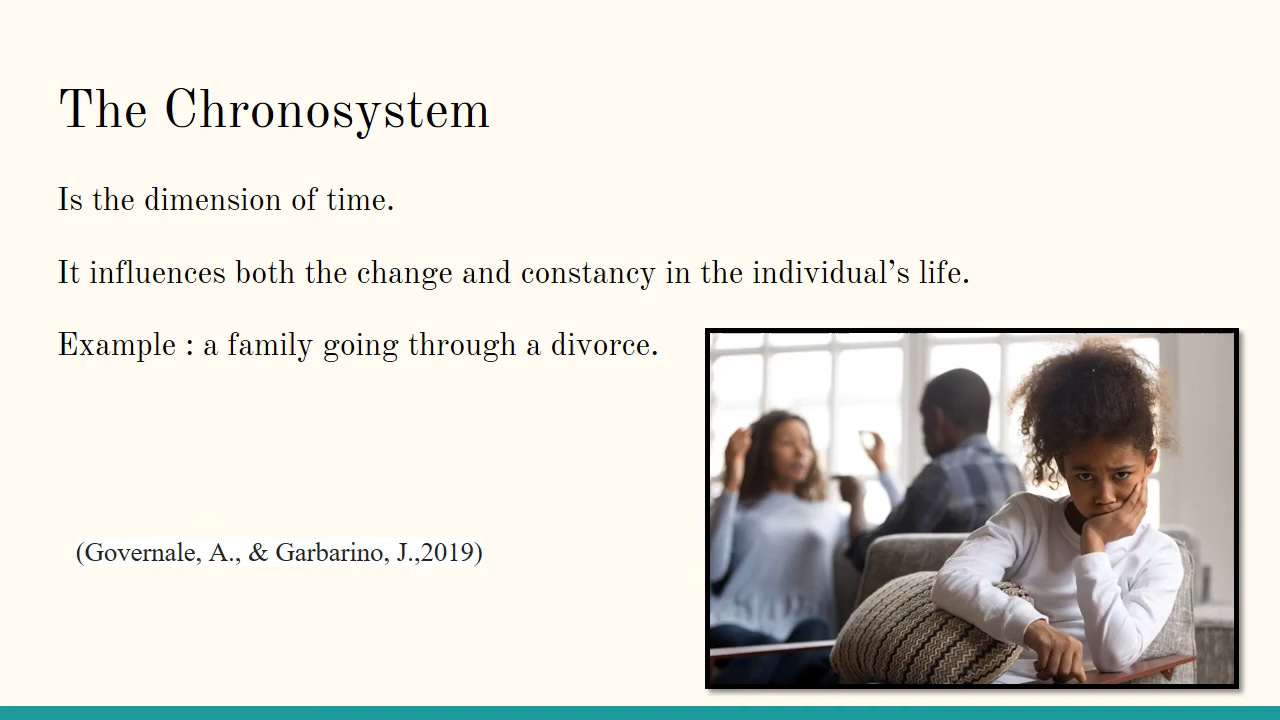 The Chronosystem
Is the dimension of time.
It influences both the change and constancy in the individual’s life.
Example : a family going through a divorce.
(Governale, A., & Garbarino, J.,2019)